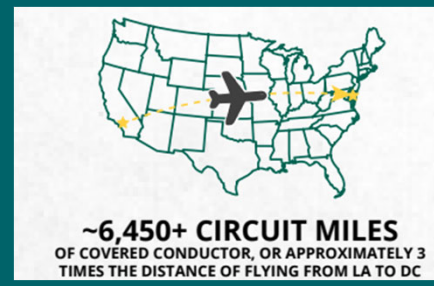 ~6,450+ CIRCUIT MILES
OF COVERED CONDUCTOR, OR APPROXIMATELY 3
TIMES THE DISTANCE OF FLYING FROM LA TO DC